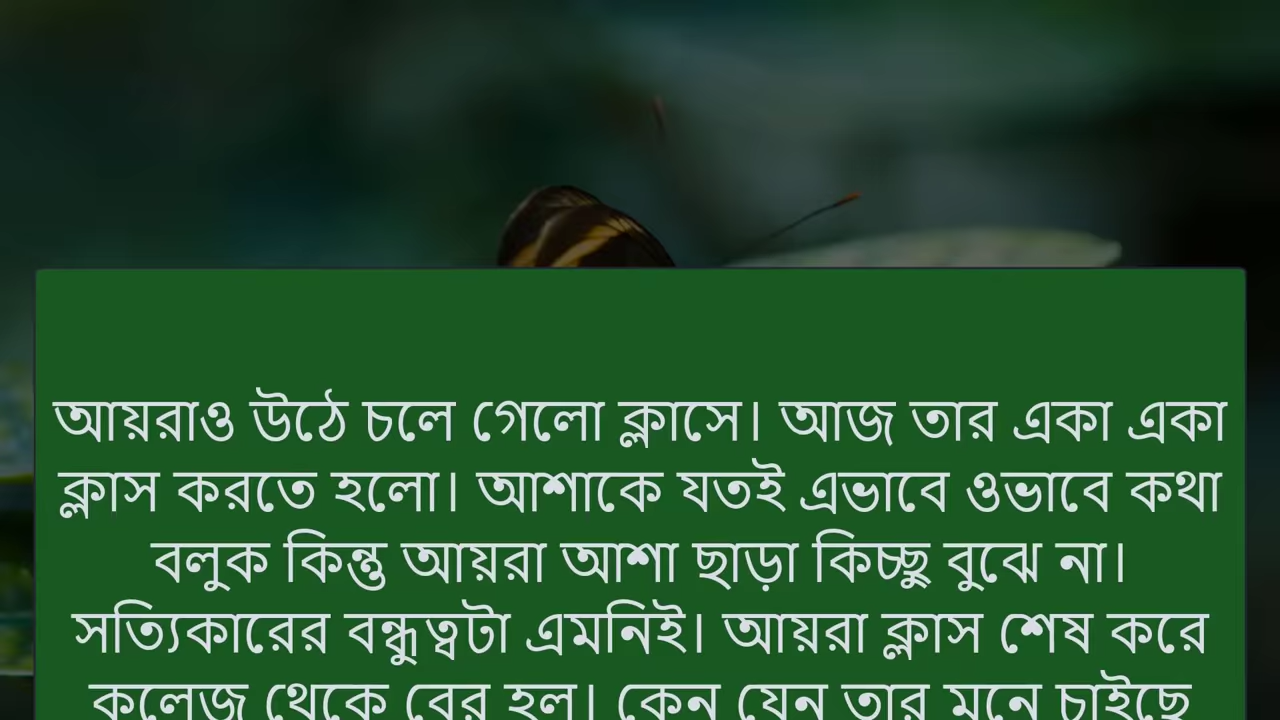 আয়রাও উঠে চলে গেলো ক্লাসে। আজ তার একা একা
ক্লাস করতে হলো। আশাকে যতই এভাবে ওভাবে কথা
বলুক কিন্তু আয়রা আশা ছাড়া কিচ্ছু বুঝে না।
সত্যিকারের বন্ধুত্বটা এমনিই। আয়রা ক্লাস শেষ করে
কলেজ থেকে বের হল। কেন যেন তার মনে চাইছে